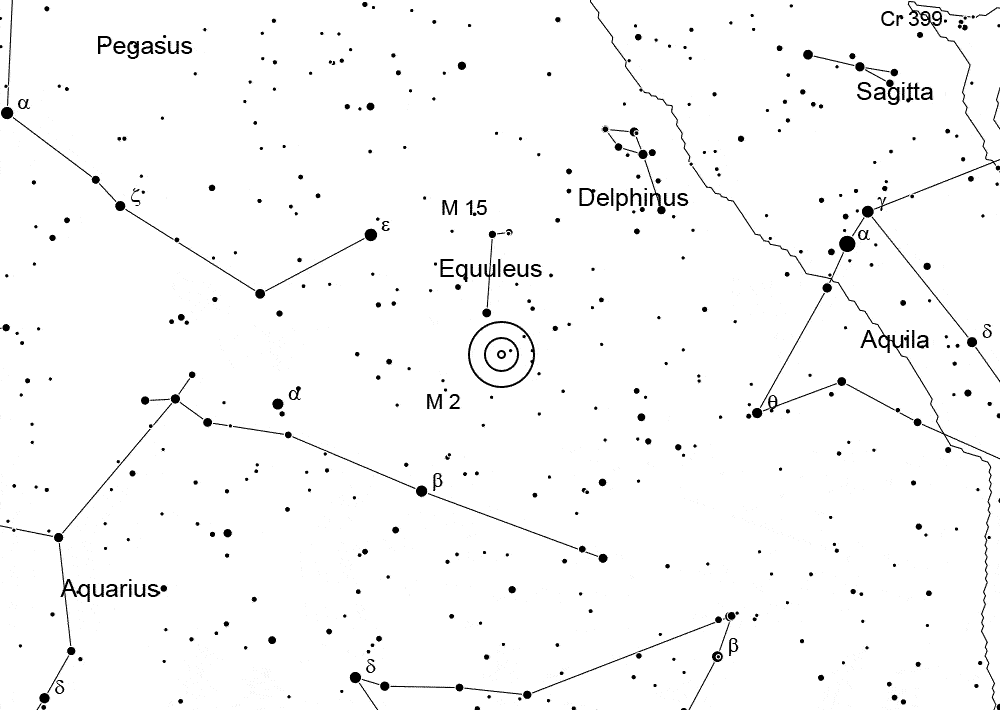 Cr 399
Pegasus
Sagitta
α
ζ
Delphinus
γ
M 15
ε
α
Equuleus
δ
Aquila
α
M 2
θ
β
Aquarius
β
δ
δ